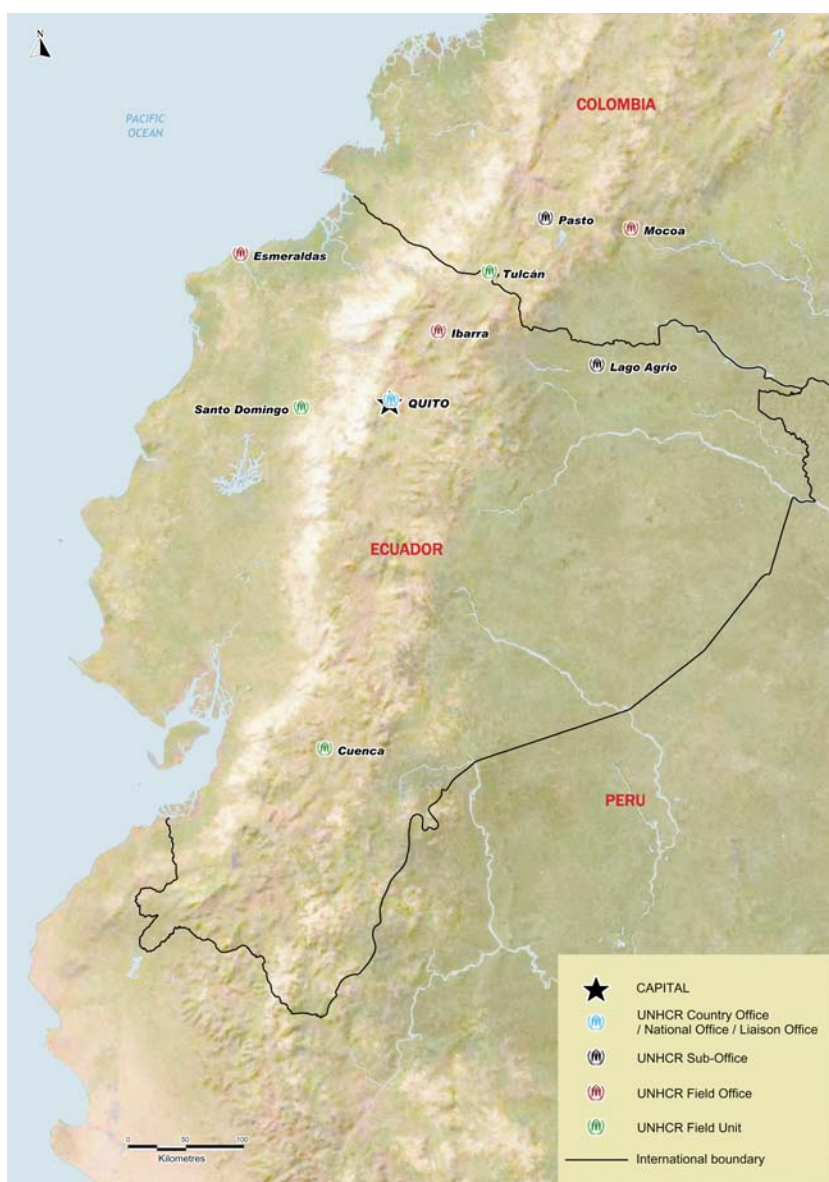 N
PACIFIC
OCEAN
COLOMBIA
Pasto
Mocoa
Esmeraldas
Tulcán
Ibarra
Lago Agrio
Santo Domingo
QUITO
ECUADOR
Cuenca
PERU
CAPITAL
UNHCR Country Office
/ National Office / Liaison Office
UNHCR Sub-Office
UNHCR Field Office
UNHCR Field Unit
International boundary
0 50 100
Kilometres